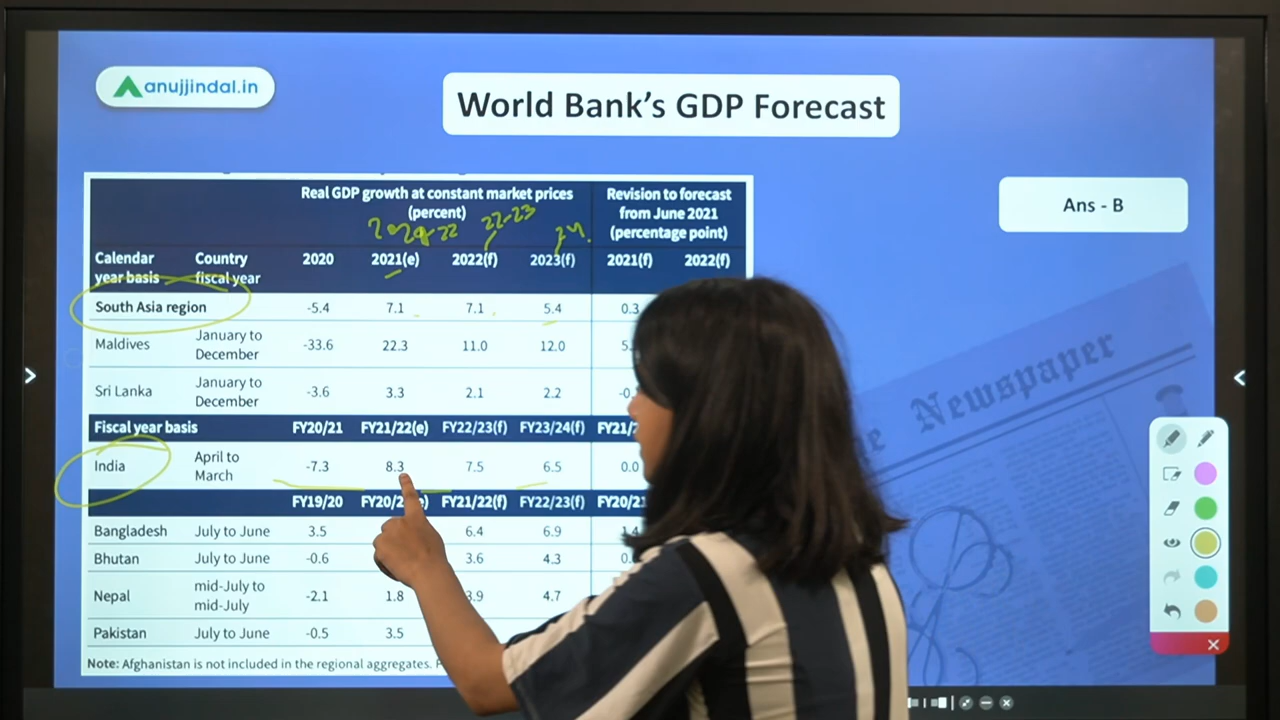 anujjindal.in
World Bank's GDP Forecast
Ans - B
Real GDP growth at constant market prices (percent)
Revision to forecast from June 2021 (percentage point)
22-23
Calendar year basis Country fiscal year 2020 2021(e) 2022(f) 2023(f) 2021(f) 2022(f)
South Asia region -5.4 7.1 7.1 5.4 0.3
Maldives January to December -33.6 22.3 11.0 12.0
Sri Lanka January to December -3.6 3.3 2.1 2.2
Fiscal year basis FY20/21 FY21/22(e) FY22/23(f) FY23/24(f)
India April to March -7.3 8.3 7.5 6.5 0.0
FY19/20 FY21/22(f) FY22/23(f)
Bangladesh July to June 3.5 6.4 6.9 1.4
Bhutan July to June -0.6 3.6 4.3
Nepal mid-July to mid-July -2.1 1.8 3.9 4.7
Pakistan July to June -0.5 3.5
Note: Afghanistan is not included in the regional aggregates.
Newspaper